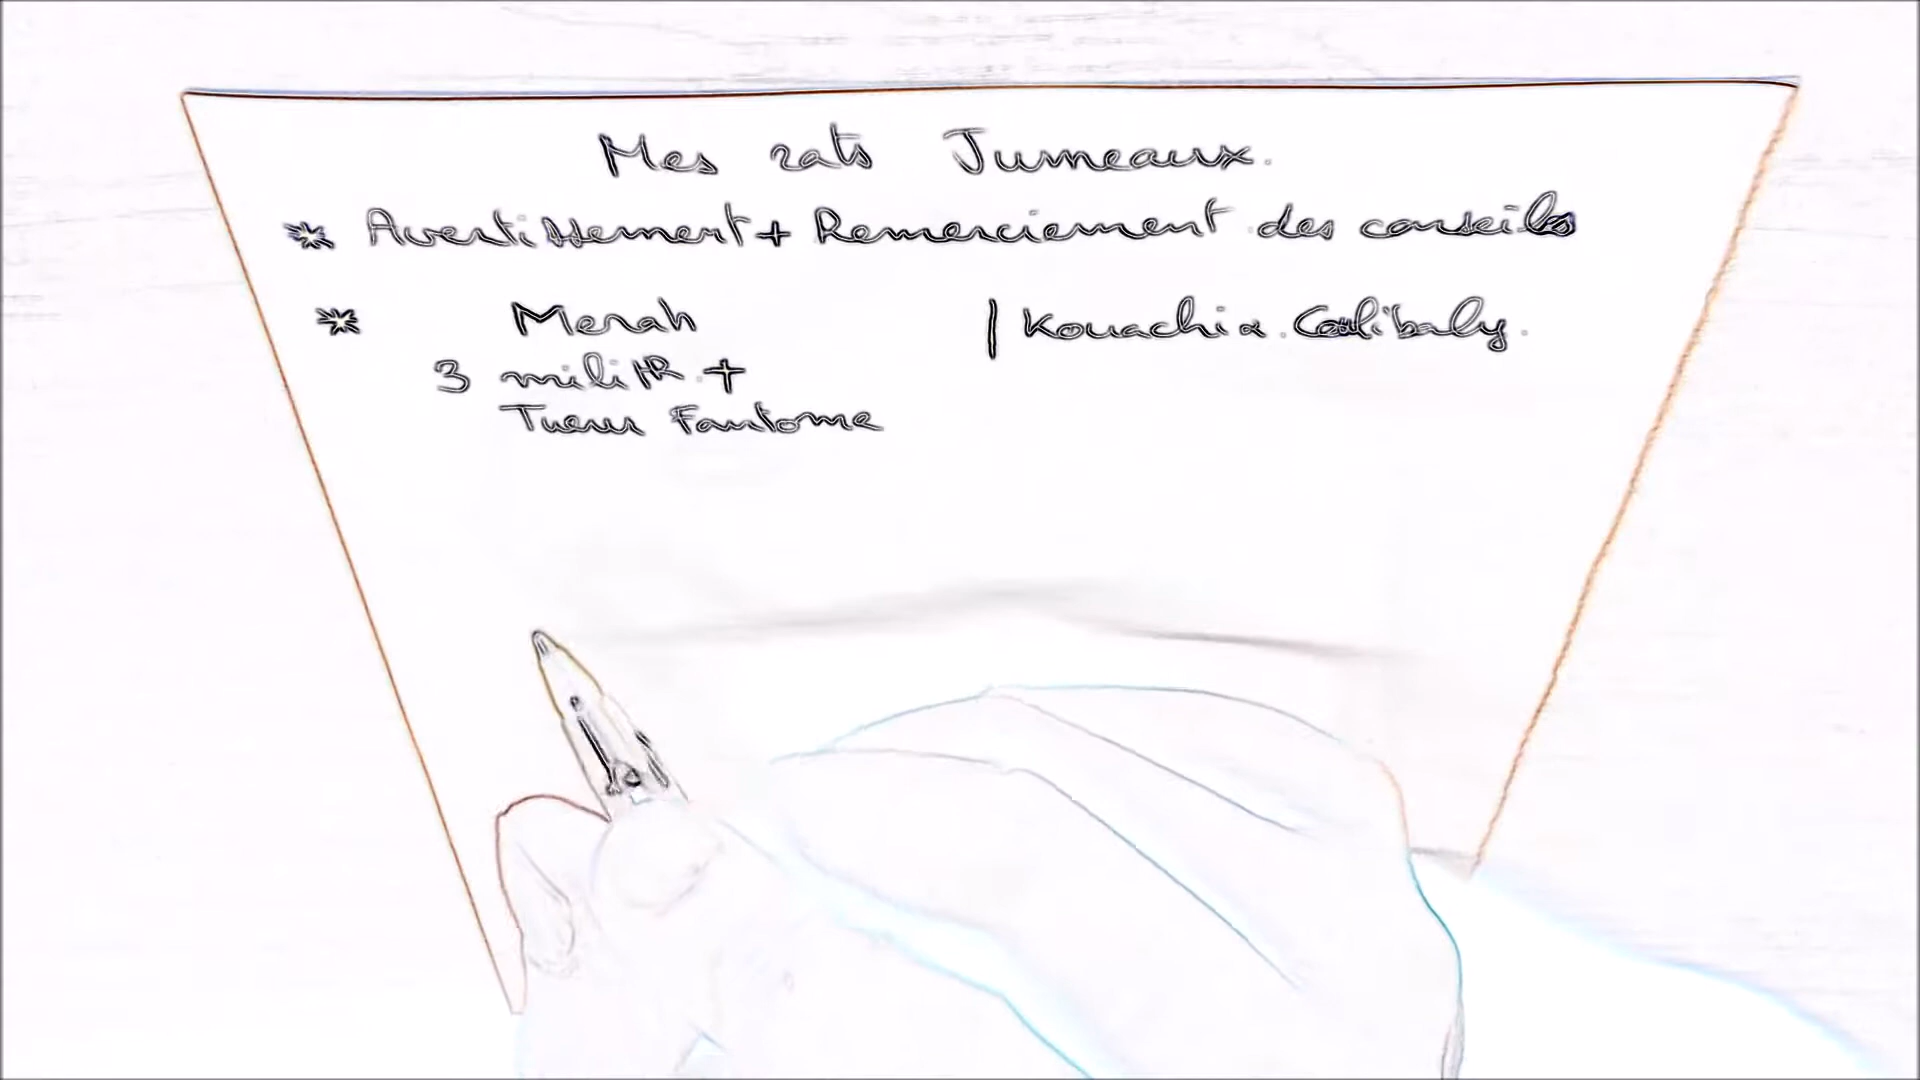 Mes rats Jumeaux.
* Avertissement + Remerciement des conseils
* Merah | Kouachi & Coulibaly.
3 militR +
Tueur Fantome